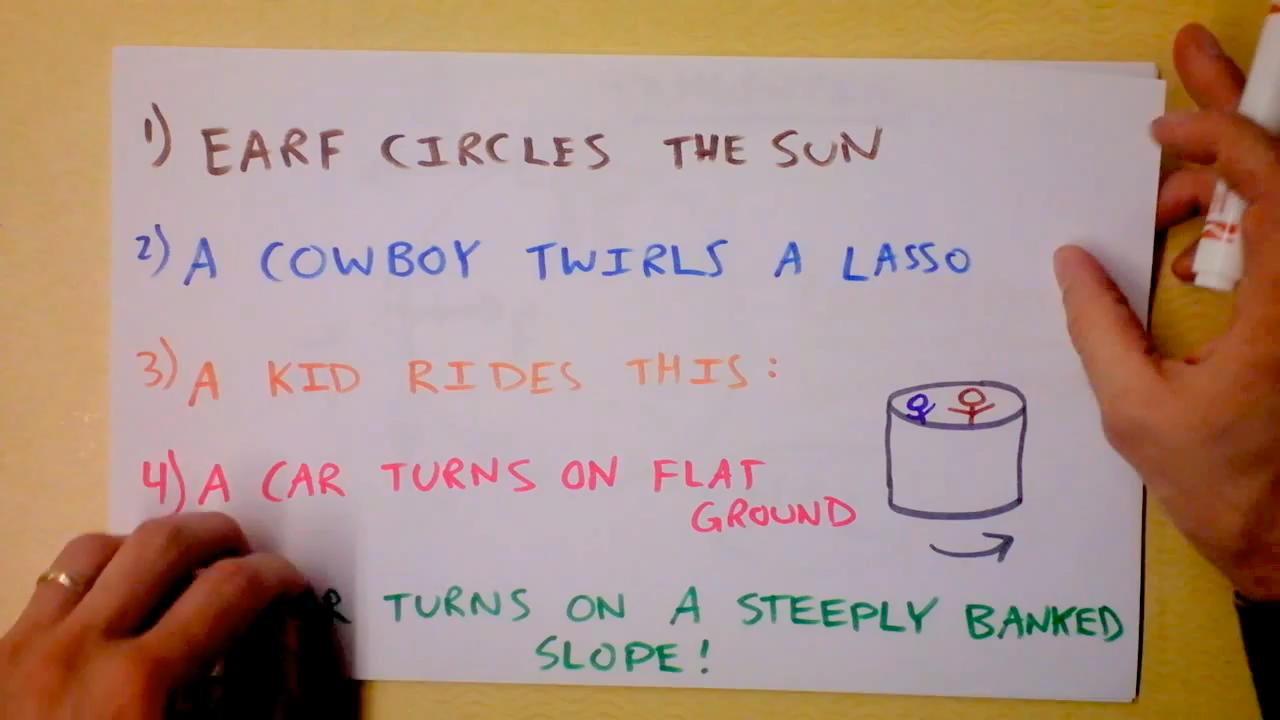 1) EARF CIRCLES THE SUN
2) A COWBOY TWIRLS A LASSO
3) A KID RIDES THIS:
4) A CAR TURNS ON FLAT
GROUND
TURNS ON A STEEPLY BANKED
SLOPE!